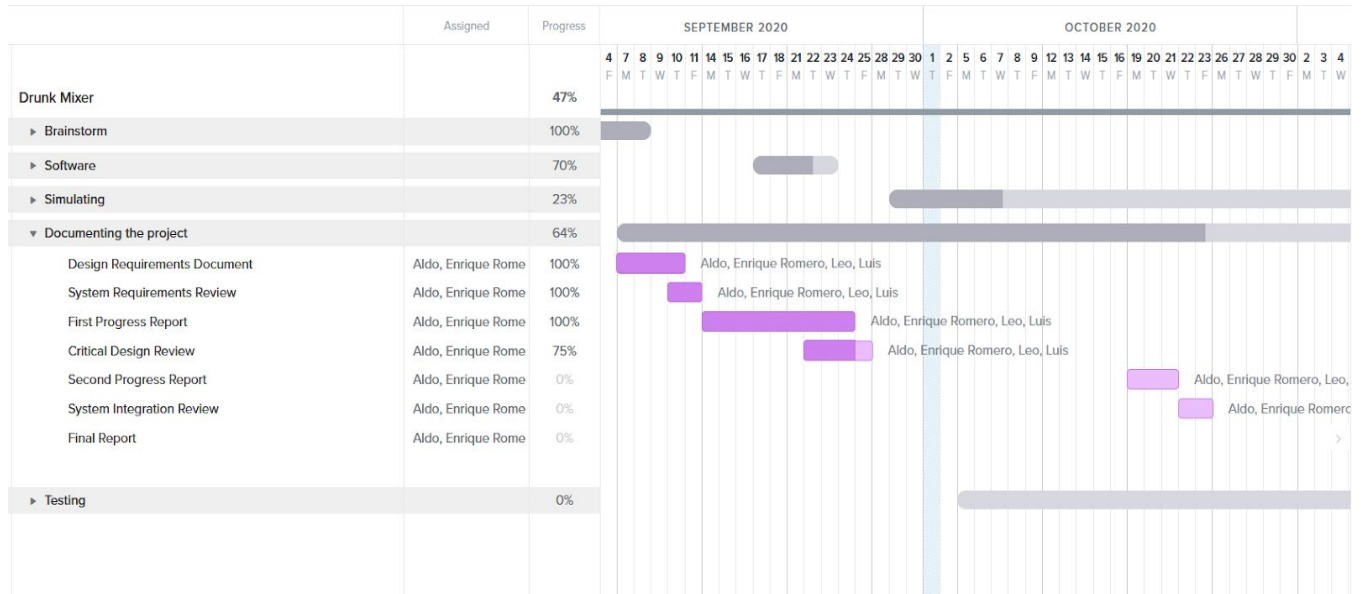 Assigned Progress SEPTEMBER 2020 OCTOBER 2020
4 7 8 9 10 11 14 15 16 17 18 21 22 23 24 25 28 29 30 1 2 5 6 7 8 9 12 13 14 15 16 19 20 21 22 23 26 27 28 29 30 2 3 4
F M T W T F M T W T F M T W T F M T W T F M T W T F M T W T F M T W T F M T W T F M T W
Drunk Mixer 47%
Brainstorm 100%
Software 70%
Simulating 23%
Documenting the project 64%
Design Requirements Document Aldo, Enrique Rome 100% Aldo, Enrique Romero, Leo, Luis
System Requirements Review Aldo, Enrique Rome 100% Aldo, Enrique Romero, Leo, Luis
First Progress Report Aldo, Enrique Rome 100% Aldo, Enrique Romero, Leo, Luis
Critical Design Review Aldo, Enrique Rome 75% Aldo, Enrique Romero, Leo, Luis
Second Progress Report Aldo, Enrique Rome 0% Aldo, Enrique Romero, Leo,
System Integration Review Aldo, Enrique Rome 0% Aldo, Enrique Romero
Final Report Aldo, Enrique Rome 0%
Testing 0%